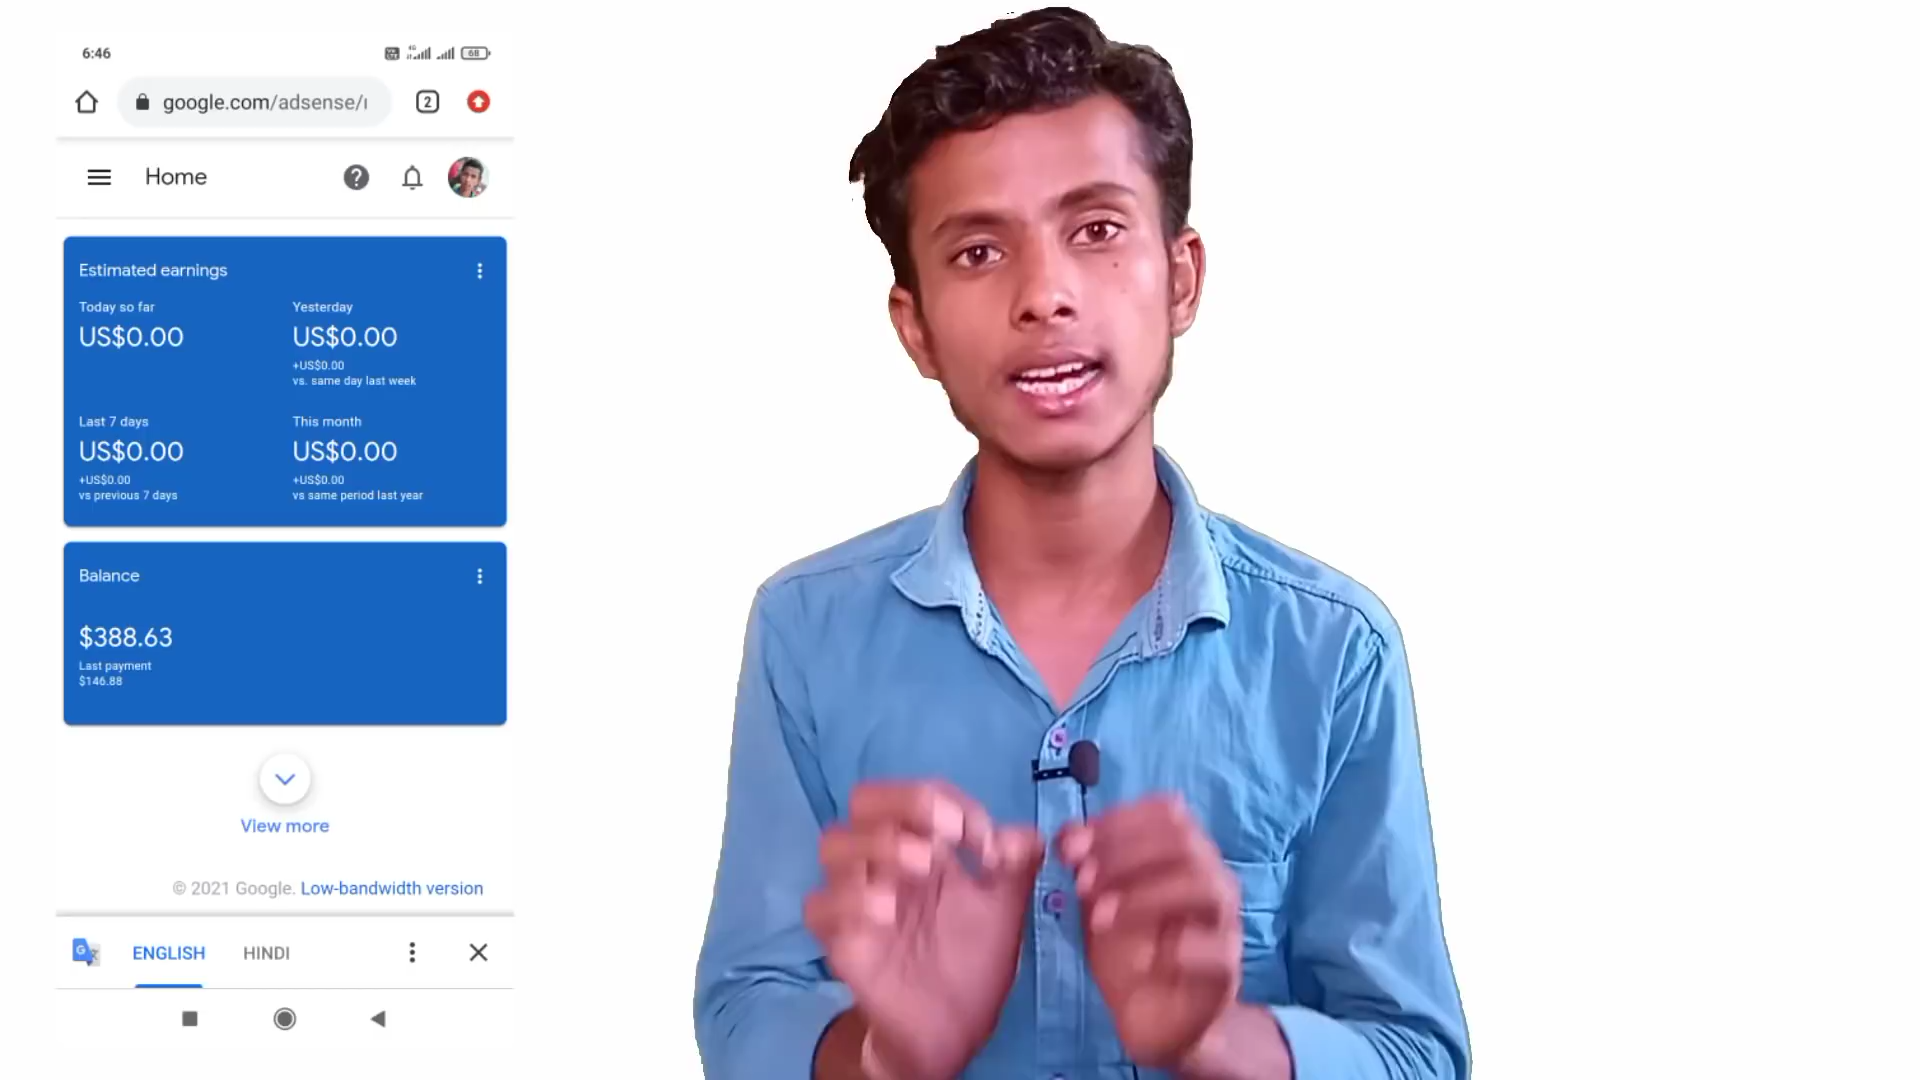 6:46
68
google.com/adsense/
2
Home
Estimated earnings
Today so far
Yesterday
US$0.00
US$0.00
+US$0.00
vs. same day last week
Last 7 days
This month
US$0.00
US$0.00
+US$0.00
+US$0.00
vs previous 7 days
vs same period last year
Balance
$388.63
Last payment
$146.88
View more
© 2021 Google. Low-bandwidth version
G
ENGLISH
HINDI